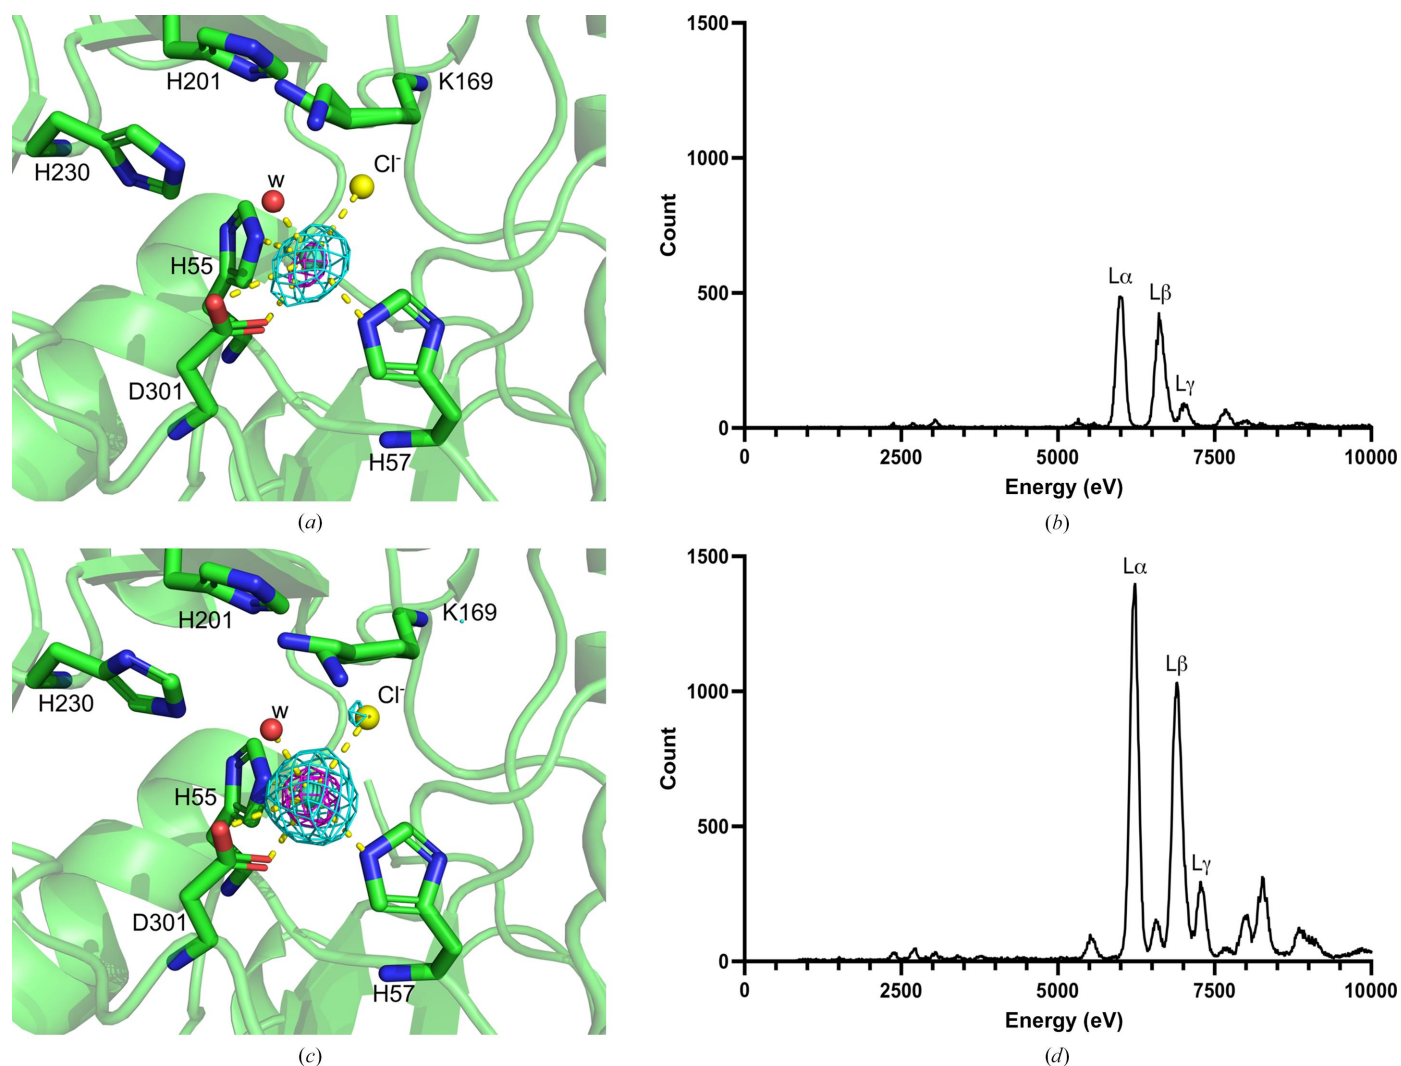 H201
K169
H230
Cl⁻
w
H55
D301
H57
(a)
1500
1000
500
0
Count
Lα
Lβ
Lγ
0 2500 5000 7500 10000
Energy (eV)
(b)
H201
K169
H230
Cl⁻
w
H55
D301
H57
(c)
1500
1000
500
0
Count
Lα
Lβ
Lγ
0 2500 5000 7500 10000
Energy (eV)
(d)